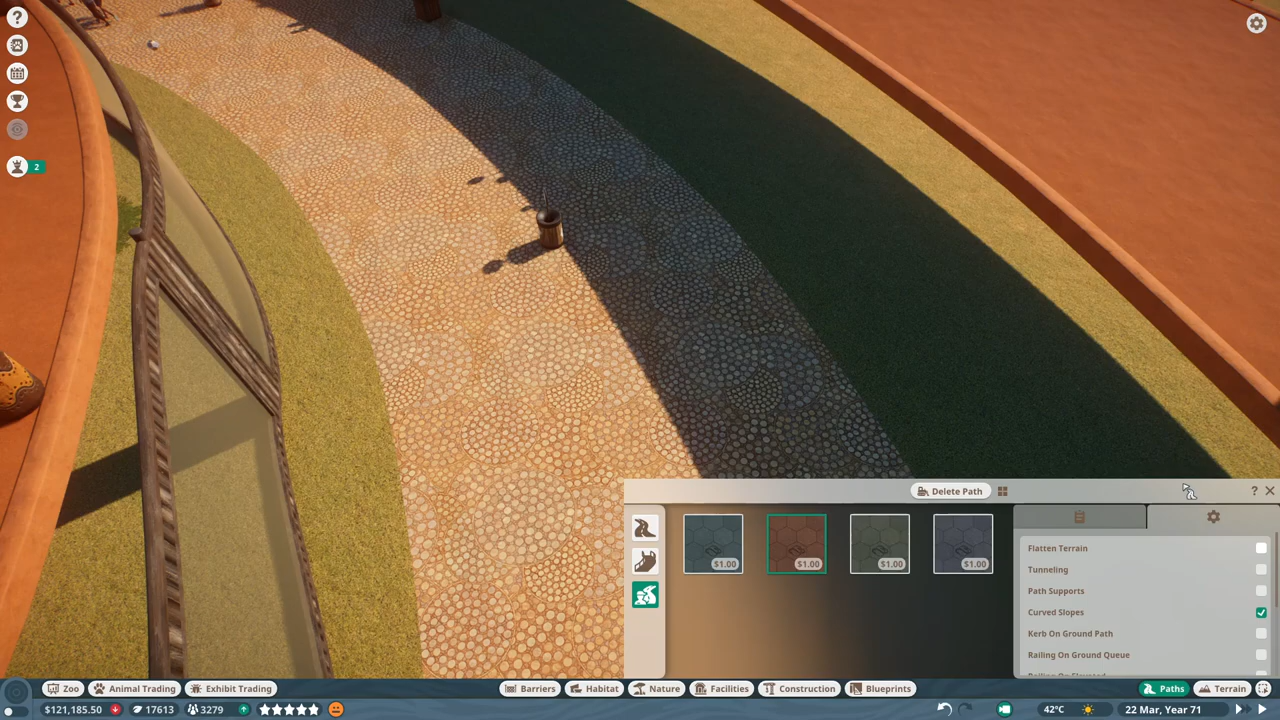 ?
2
Delete Path
?
$1.00
$1.00
$1.00
$1.00
Flatten Terrain
Tunneling
Path Supports
Curved Slopes
Kerb On Ground Path
Railing On Ground Queue
Zoo
Animal Trading
Exhibit Trading
Barriers
Habitat
Nature
Facilities
Construction
Blueprints
Paths
Terrain
$121,185.50
17613
3279
42°C
22 Mar, Year 71